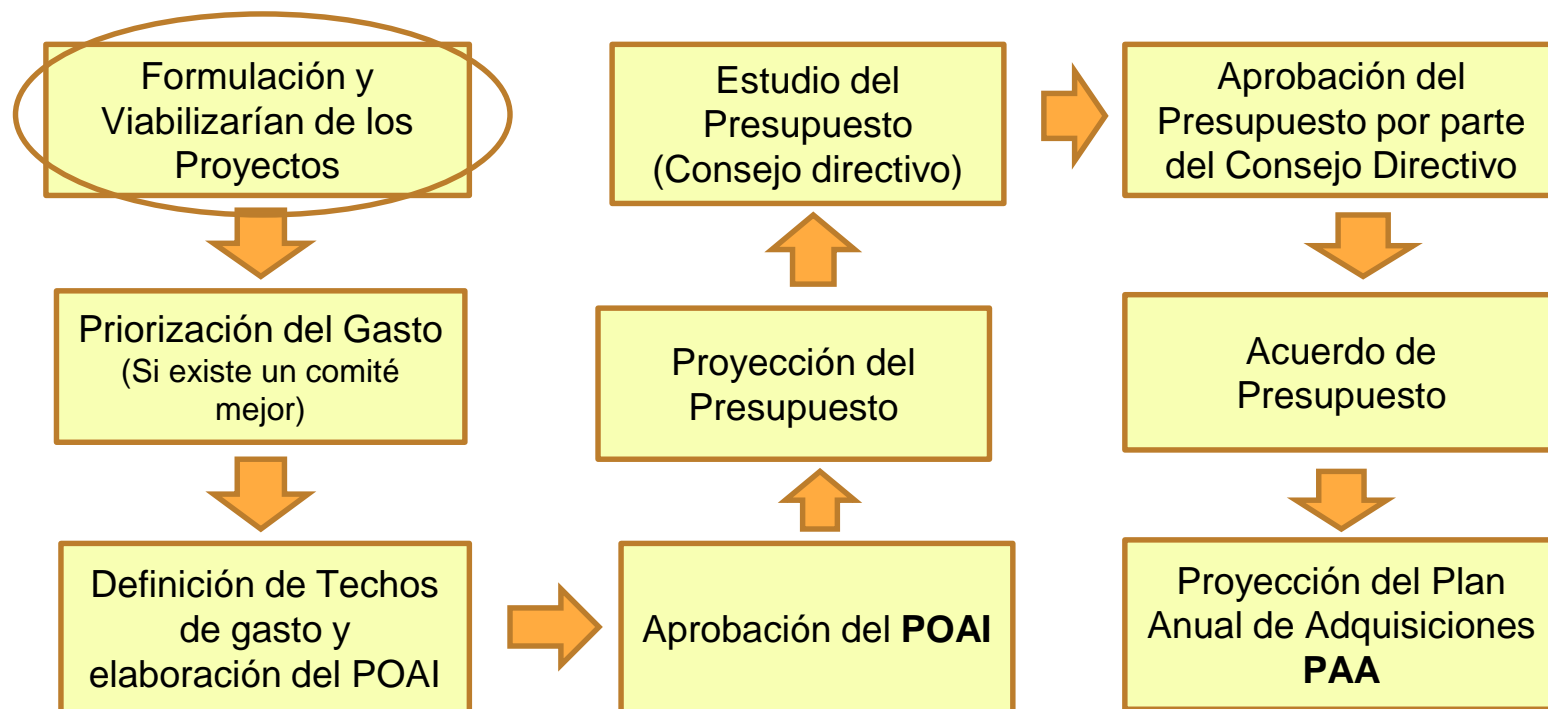 Formulación y
Viabilizarían de los
Proyectos
Priorización del Gasto
(Si existe un comité
mejor)
Definición de Techos
de gasto y
elaboración del POAI
Aprobación del POAI
Proyección del
Presupuesto
Estudio del
Presupuesto
(Consejo directivo)
Aprobación del
Presupuesto por parte
del Consejo Directivo
Acuerdo de
Presupuesto
Proyección del Plan
Anual de Adquisiciones
PAA